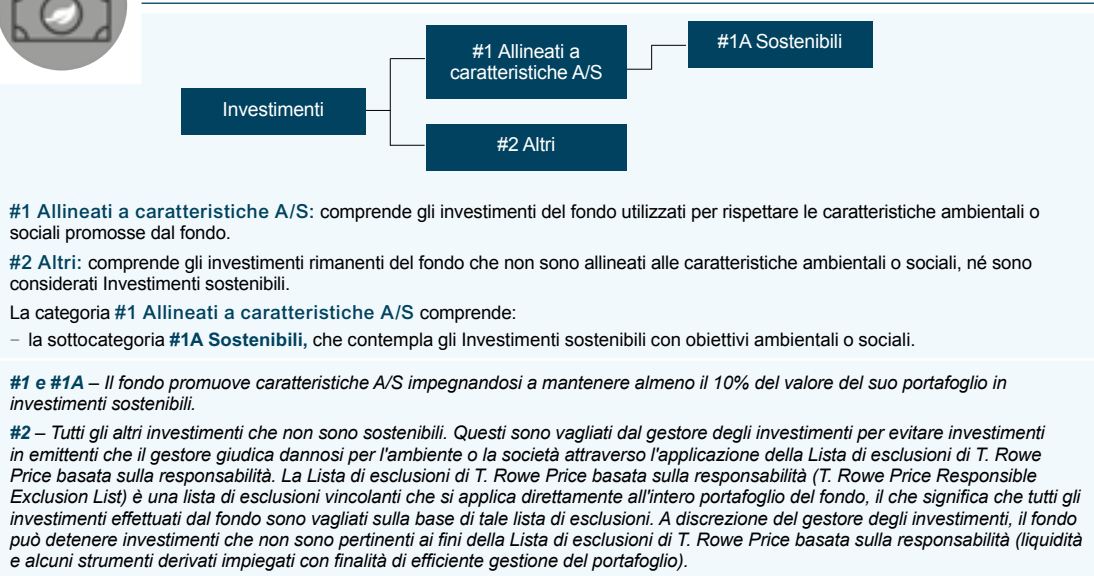 #1 Allineati a
caratteristiche A/S
#1A Sostenibili
Investimenti
#2 Altri
#1 Allineati a caratteristiche A/S: comprende gli investimenti del fondo utilizzati per rispettare le caratteristiche ambientali o
sociali promosse dal fondo.
#2 Altri: comprende gli investimenti rimanenti del fondo che non sono allineati alle caratteristiche ambientali o sociali, né sono
considerati Investimenti sostenibili.
La categoria #1 Allineati a caratteristiche A/S comprende:
– la sottocategoria #1A Sostenibili, che contempla gli Investimenti sostenibili con obiettivi ambientali o sociali.
#1 e #1A – Il fondo promuove caratteristiche A/S impegnandosi a mantenere almeno il 10% del valore del suo portafoglio in
investimenti sostenibili.
#2 – Tutti gli altri investimenti che non sono sostenibili. Questi sono vagliati dal gestore degli investimenti per evitare investimenti
in emittenti che il gestore giudica dannosi per l'ambiente o la società attraverso l'applicazione della Lista di esclusioni di T. Rowe
Price basata sulla responsabilità. La Lista di esclusioni di T. Rowe Price basata sulla responsabilità (T. Rowe Price Responsible
Exclusion List) è una lista di esclusioni vincolanti che si applica direttamente all'intero portafoglio del fondo, il che significa che tutti gli
investimenti effettuati dal fondo sono vagliati sulla base di tale lista di esclusioni. A discrezione del gestore degli investimenti, il fondo
può detenere investimenti che non sono pertinenti ai fini della Lista di esclusioni di T. Rowe Price basata sulla responsabilità (liquidità
e alcuni strumenti derivati impiegati con finalità di efficiente gestione del portafoglio).